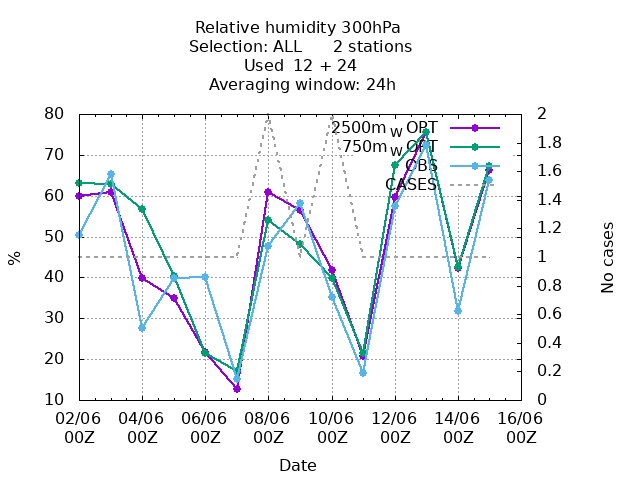 Relative humidity 300hPa
Selection: ALL 2 stations
Used 12 + 24
Averaging window: 24h
2500m W OPT
750m W OPT
OBS
CASES
80
70
60
50
40
30
20
10
2
1.8
1.6
1.4
1.2
1
0.8
0.6
0.4
0.2
0
%
No cases
02/06 04/06 06/06 08/06 10/06 12/06 14/06 16/06
00Z 00Z 00Z 00Z 00Z 00Z 00Z 00Z
Date